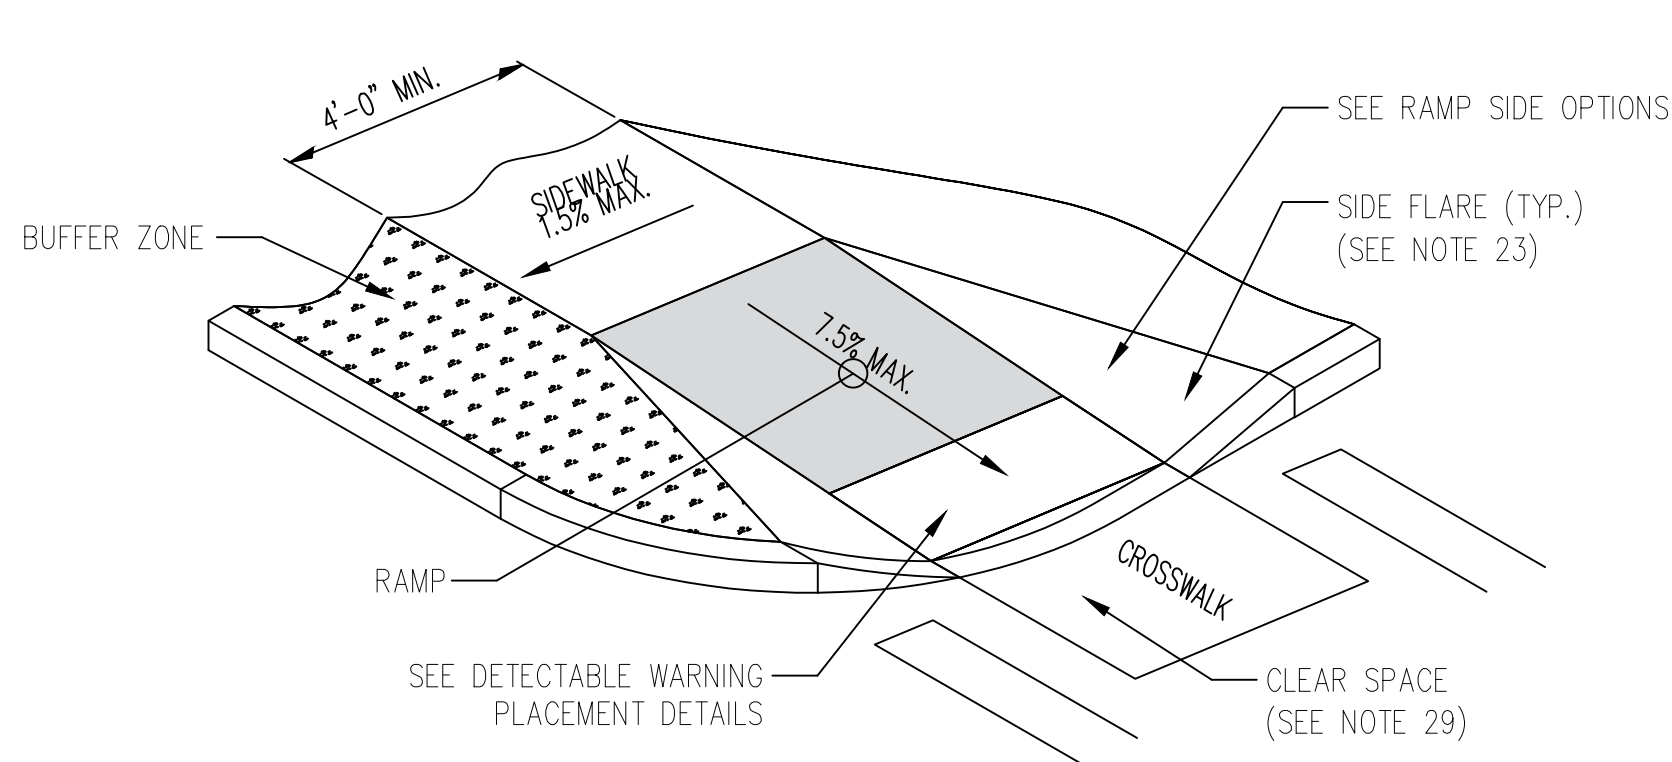 4'-0" MIN.
SEE RAMP SIDE OPTIONS
SIDEWALK
1.5% MAX.
SIDE FLARE (TYP.)
(SEE NOTE 23)
BUFFER ZONE
7.5% MAX.
RAMP
CROSSWALK
SEE DETECTABLE WARNING
PLACEMENT DETAILS
CLEAR SPACE
(SEE NOTE 29)